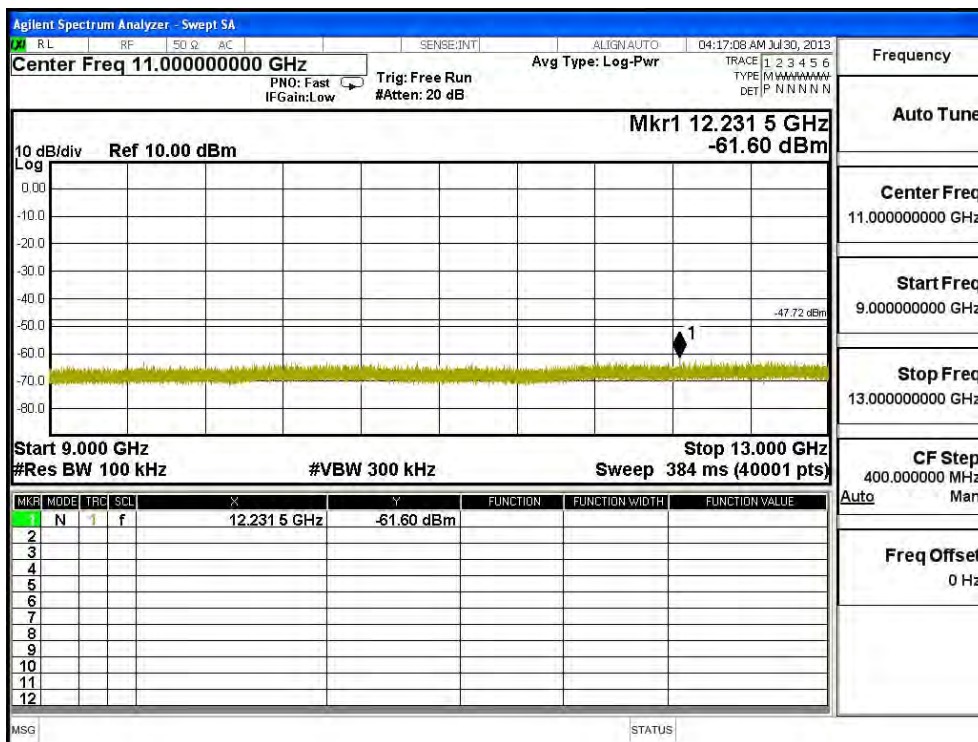 Agilent Spectrum Analyzer - Swept SA
RL RF 50 Ω AC SENSE:INT ALIGN AUTO 04:17:08 AM Jul 30, 2013
Center Freq 11.000000000 GHz
PNO: Fast
IFGain:Low
Trig: Free Run
#Atten: 20 dB
Avg Type: Log-Pwr
TRACE 1 2 3 4 5 6
TYPE M WWWWW
DET P N N N N N
Mkr1 12.231 5 GHz
-61.60 dBm
10 dB/div Ref 10.00 dBm
Log
0.00
-10.0
-20.0
-30.0
-40.0
-47.72 dBm
-50.0
1
-60.0
-70.0
-80.0
Start 9.000 GHz Stop 13.000 GHz
#Res BW 100 kHz #VBW 300 kHz Sweep 384 ms (40001 pts)
MKR MODE TRC SCL X Y FUNCTION FUNCTION WIDTH FUNCTION VALUE
1 N 1 f 12.231 5 GHz -61.60 dBm
2
3
4
5
6
7
8
9
10
11
12
MSG STATUS
Frequency
Auto Tune
Center Freq
11.000000000 GHz
Start Freq
9.000000000 GHz
Stop Freq
13.000000000 GHz
CF Step
400.000000 MHz
Auto Man
Freq Offset
0 Hz